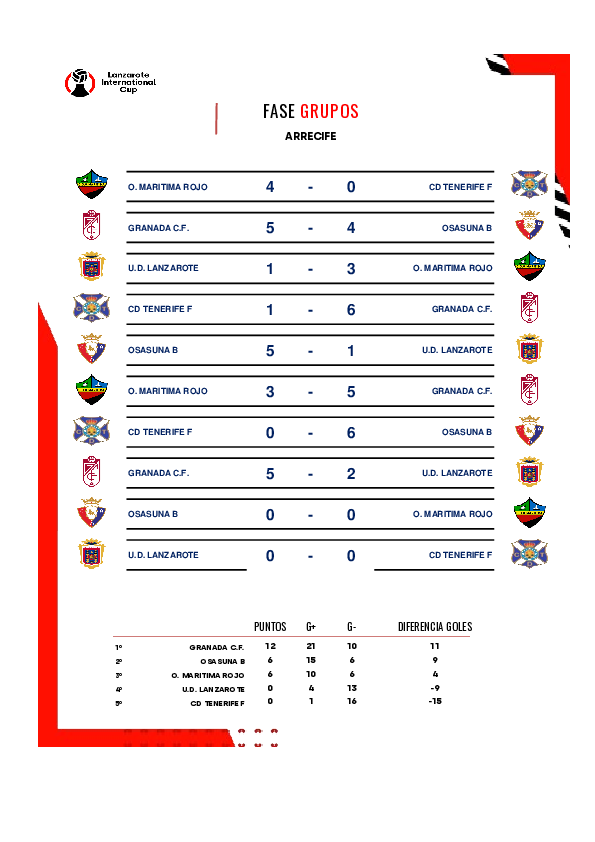 Lanzarote
International
Cup
FASE GRUPOS
ARRECIFE
O. MARITIMA ROJO 4 - 0 CD TENERIFE F
GRANADA C.F. 5 - 4 OSASUNA B
U.D. LANZAROTE 1 - 3 O. MARITIMA ROJO
CD TENERIFE F 1 - 6 GRANADA C.F.
OSASUNA B 5 - 1 U.D. LANZAROTE
O. MARITIMA ROJO 3 - 5 GRANADA C.F.
CD TENERIFE F 0 - 6 OSASUNA B
GRANADA C.F. 5 - 2 U.D. LANZAROTE
OSASUNA B 0 - 0 O. MARITIMA ROJO
U.D. LANZAROTE 0 - 0 CD TENERIFE F
PUNTOS G+ G- DIFERENCIA GOLES
1º GRANADA C.F. 12 21 10 11
2º OSASUNA B 6 15 6 9
3º O. MARITIMA ROJO 6 10 6 4
4º U.D. LANZAROTE 0 4 13 -9
5º CD TENERIFE F 0 1 16 -15